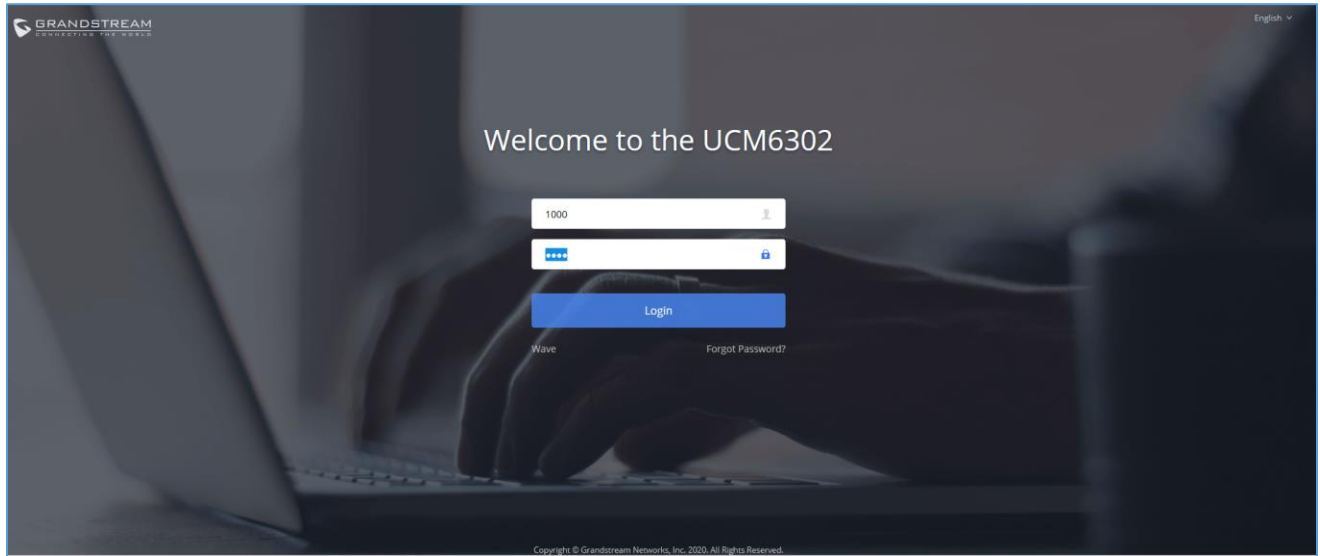 GRANDSTREAM
CONNECTING THE WORLD
English
Welcome to the UCM6302
1000
••••
Login
Wave
Forgot Password?
Copyright © Grandstream Networks, Inc. 2020. All Rights Reserved.